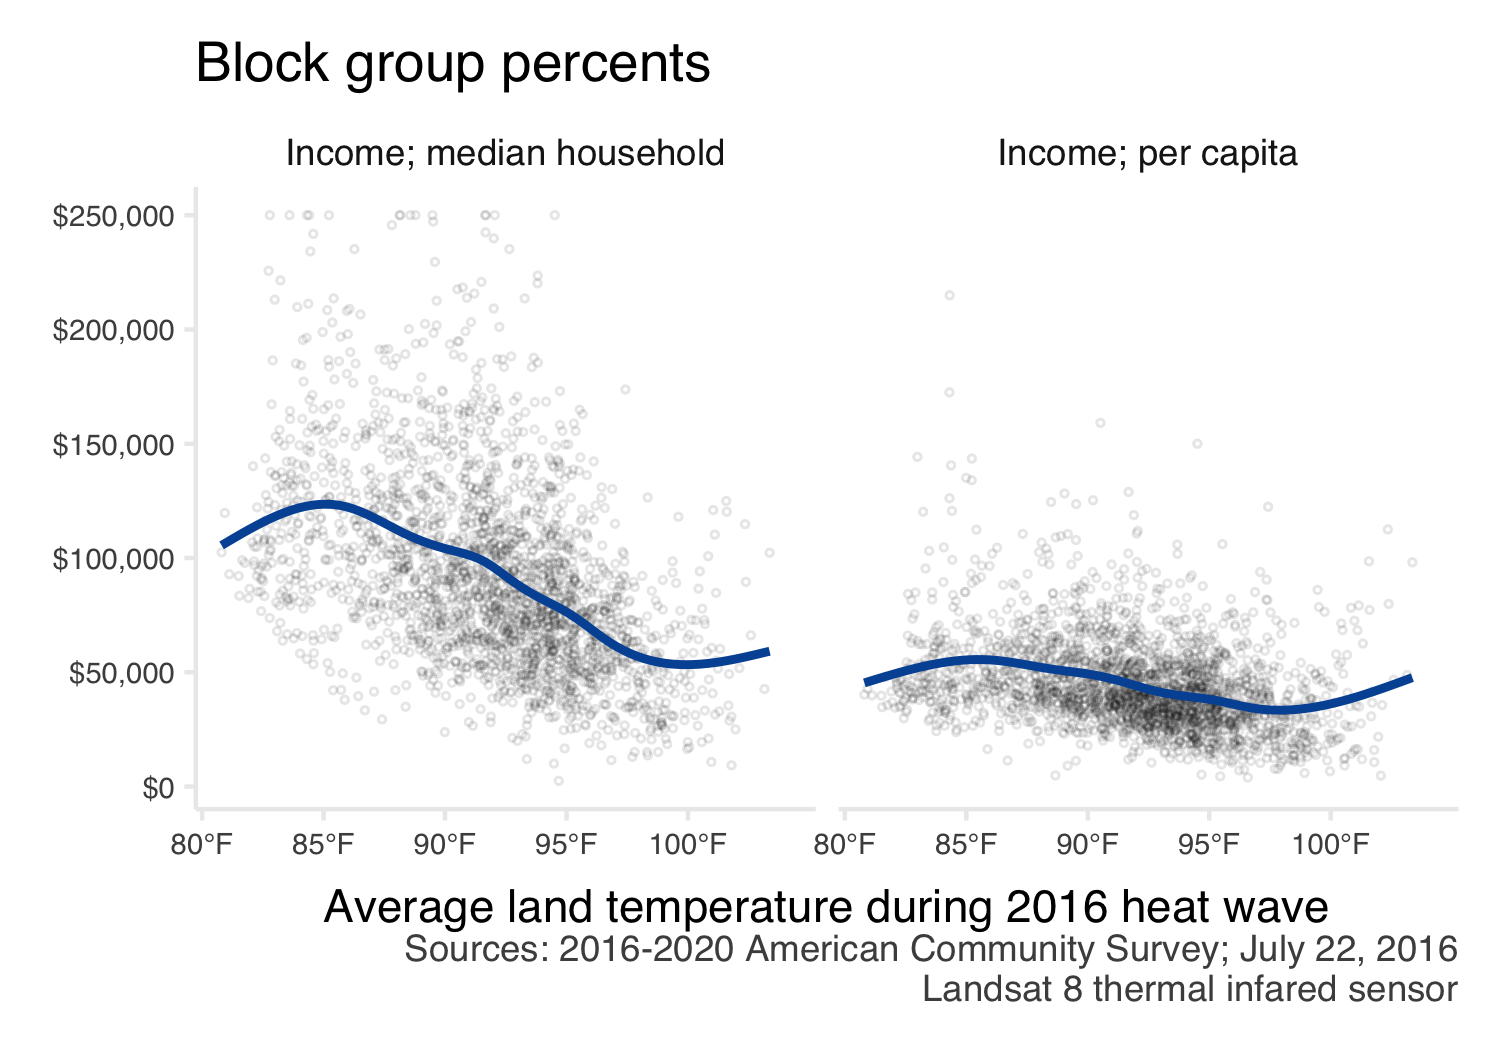 Block group percents
Income; median household
Income; per capita
$250,000
$200,000
$150,000
$100,000
$50,000
$0
80°F 85°F 90°F 95°F 100°F 80°F 85°F 90°F 95°F 100°F
Average land temperature during 2016 heat wave
Sources: 2016-2020 American Community Survey; July 22, 2016
Landsat 8 thermal infared sensor